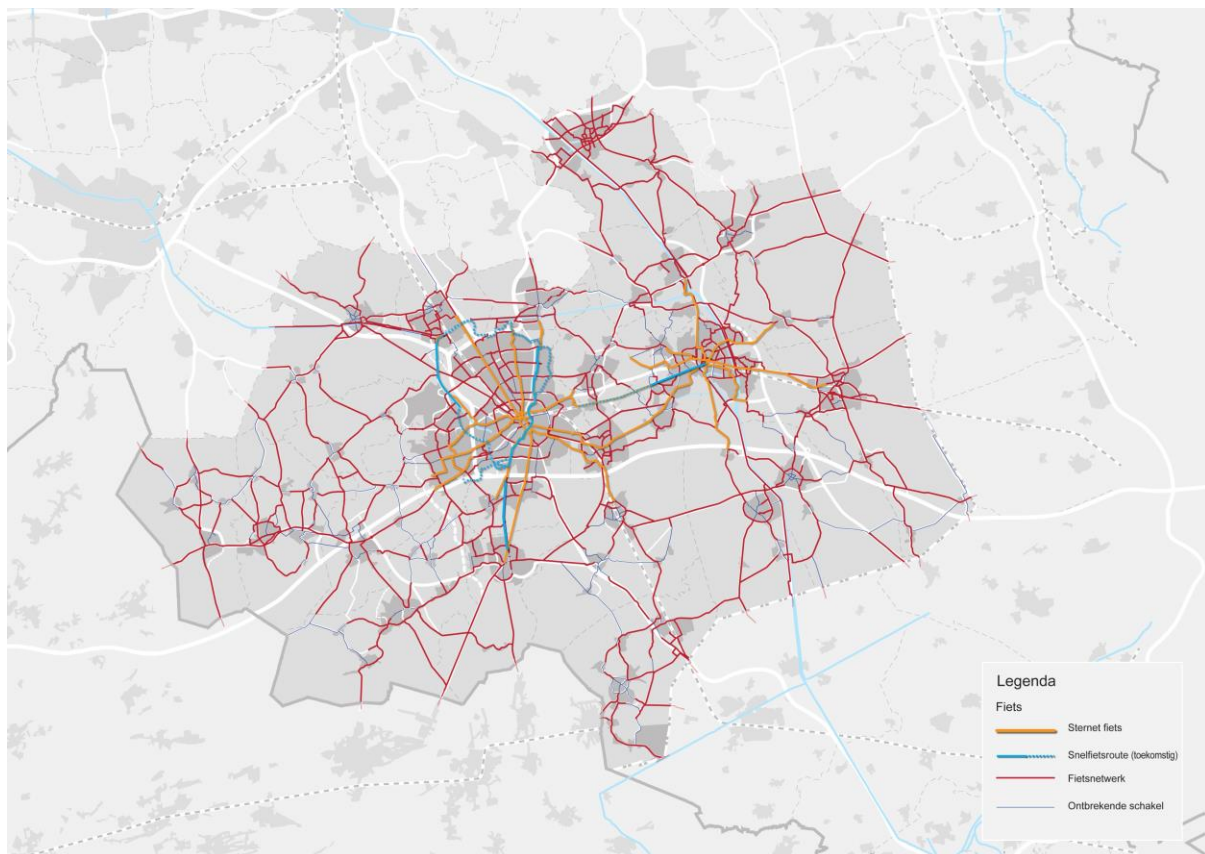 Legenda
Fiets
Sternet fiets
Snelfietsroute (toekomstig)
Fietsnetwerk
Ontbrekende schakel